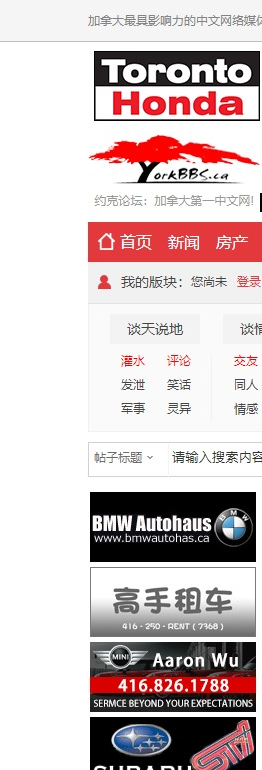 加拿大最具影响力的中文网络媒体
Toronto
Honda
YorkBBS.ca
约克论坛：加拿大第一中文网!
首页 新闻 房产
我的版块：您尚未 登录
谈天说地 谈情
灌水 评论 交友
发泄 笑话 同人
军事 灵异 情感
帖子标题 请输入搜索内容
BMW Autohaus
www.bmwautohas.ca
高手租车
416 - 250 - RENT ( 7368 )
MINI Aaron Wu
416.826.1788
SERMCE BEYOND YOUR EXPECTATIONS
SUBARU STI